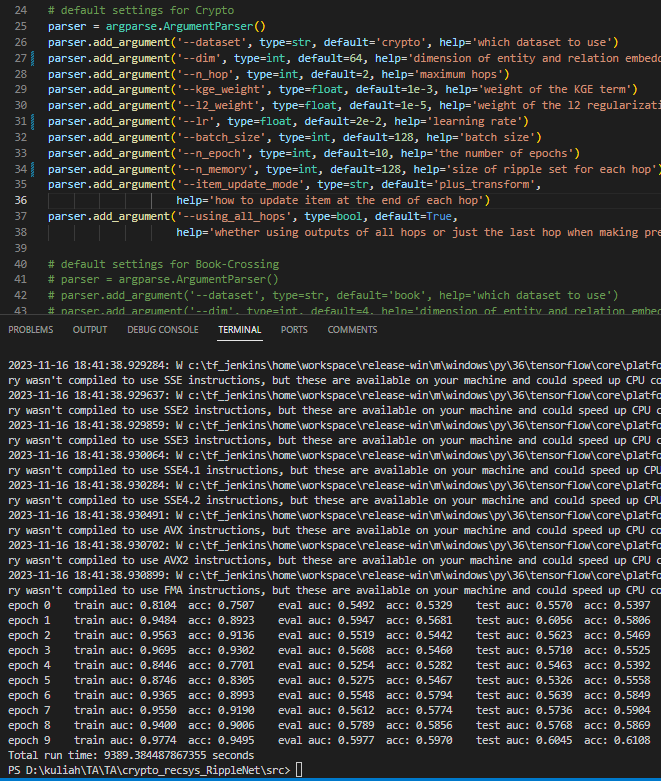 24 # default settings for Crypto
25 parser = argparse.ArgumentParser()
26 parser.add_argument('--dataset', type=str, default='crypto', help='which dataset to use')
27 parser.add_argument('--dim', type=int, default=64, help='dimension of entity and relation embedd
28 parser.add_argument('--n_hop', type=int, default=2, help='maximum hops')
29 parser.add_argument('--kge_weight', type=float, default=1e-3, help='weight of the KGE term')
30 parser.add_argument('--l2_weight', type=float, default=1e-5, help='weight of the l2 regularizati
31 parser.add_argument('--lr', type=float, default=2e-2, help='learning rate')
32 parser.add_argument('--batch_size', type=int, default=128, help='batch size')
33 parser.add_argument('--n_epoch', type=int, default=10, help='the number of epochs')
34 parser.add_argument('--n_memory', type=int, default=128, help='size of ripple set for each hop')
35 parser.add_argument('--item_update_mode', type=str, default='plus_transform',
36 help='how to update item at the end of each hop')
37 parser.add_argument('--using_all_hops', type=bool, default=True,
38 help='whether using outputs of all hops or just the last hop when making pre
39
40 # default settings for Book-Crossing
41 # parser = argparse.ArgumentParser()
42 # parser.add_argument('--dataset', type=str, default='book', help='which dataset to use')
43 # parser.add_argument('--dim', type=int, default=4, help='dimension of entity and relation embed
PROBLEMS OUTPUT DEBUG CONSOLE TERMINAL PORTS COMMENTS
2023-11-16 18:41:38.929284: W c:\tf_jenkins\home\workspace\release-win\m\windows\py\36\tensorflow\core\platfo
ry wasn't compiled to use SSE instructions, but these are available on your machine and could speed up CPU co
2023-11-16 18:41:38.929637: W c:\tf_jenkins\home\workspace\release-win\m\windows\py\36\tensorflow\core\platfo
ry wasn't compiled to use SSE2 instructions, but these are available on your machine and could speed up CPU c
2023-11-16 18:41:38.929859: W c:\tf_jenkins\home\workspace\release-win\m\windows\py\36\tensorflow\core\platfo
ry wasn't compiled to use SSE3 instructions, but these are available on your machine and could speed up CPU c
2023-11-16 18:41:38.930064: W c:\tf_jenkins\home\workspace\release-win\m\windows\py\36\tensorflow\core\platfo
ry wasn't compiled to use SSE4.1 instructions, but these are available on your machine and could speed up CPU
2023-11-16 18:41:38.930284: W c:\tf_jenkins\home\workspace\release-win\m\windows\py\36\tensorflow\core\platfo
ry wasn't compiled to use SSE4.2 instructions, but these are available on your machine and could speed up CPU
2023-11-16 18:41:38.930491: W c:\tf_jenkins\home\workspace\release-win\m\windows\py\36\tensorflow\core\platfo
ry wasn't compiled to use AVX instructions, but these are available on your machine and could speed up CPU co
2023-11-16 18:41:38.930702: W c:\tf_jenkins\home\workspace\release-win\m\windows\py\36\tensorflow\core\platfo
ry wasn't compiled to use AVX2 instructions, but these are available on your machine and could speed up CPU c
2023-11-16 18:41:38.930899: W c:\tf_jenkins\home\workspace\release-win\m\windows\py\36\tensorflow\core\platfo
ry wasn't compiled to use FMA instructions, but these are available on your machine and could speed up CPU co
epoch 0 train auc: 0.8104 acc: 0.7507 eval auc: 0.5492 acc: 0.5329 test auc: 0.5570 acc: 0.5397
epoch 1 train auc: 0.9484 acc: 0.8923 eval auc: 0.5947 acc: 0.5681 test auc: 0.6056 acc: 0.5806
epoch 2 train auc: 0.9563 acc: 0.9136 eval auc: 0.5519 acc: 0.5442 test auc: 0.5623 acc: 0.5469
epoch 3 train auc: 0.9695 acc: 0.9302 eval auc: 0.5608 acc: 0.5460 test auc: 0.5710 acc: 0.5525
epoch 4 train auc: 0.8446 acc: 0.7701 eval auc: 0.5254 acc: 0.5282 test auc: 0.5463 acc: 0.5392
epoch 5 train auc: 0.8746 acc: 0.8305 eval auc: 0.5275 acc: 0.5467 test auc: 0.5326 acc: 0.5558
epoch 6 train auc: 0.9365 acc: 0.8993 eval auc: 0.5548 acc: 0.5794 test auc: 0.5639 acc: 0.5849
epoch 7 train auc: 0.9550 acc: 0.9190 eval auc: 0.5612 acc: 0.5774 test auc: 0.5736 acc: 0.5904
epoch 8 train auc: 0.9400 acc: 0.9006 eval auc: 0.5789 acc: 0.5856 test auc: 0.5768 acc: 0.5869
epoch 9 train auc: 0.9774 acc: 0.9495 eval auc: 0.5977 acc: 0.5970 test auc: 0.6045 acc: 0.6108
Total run time: 9389.384487867355 seconds
PS D:\kuliah\TA\TA\crypto_recsys_RippleNet\src>